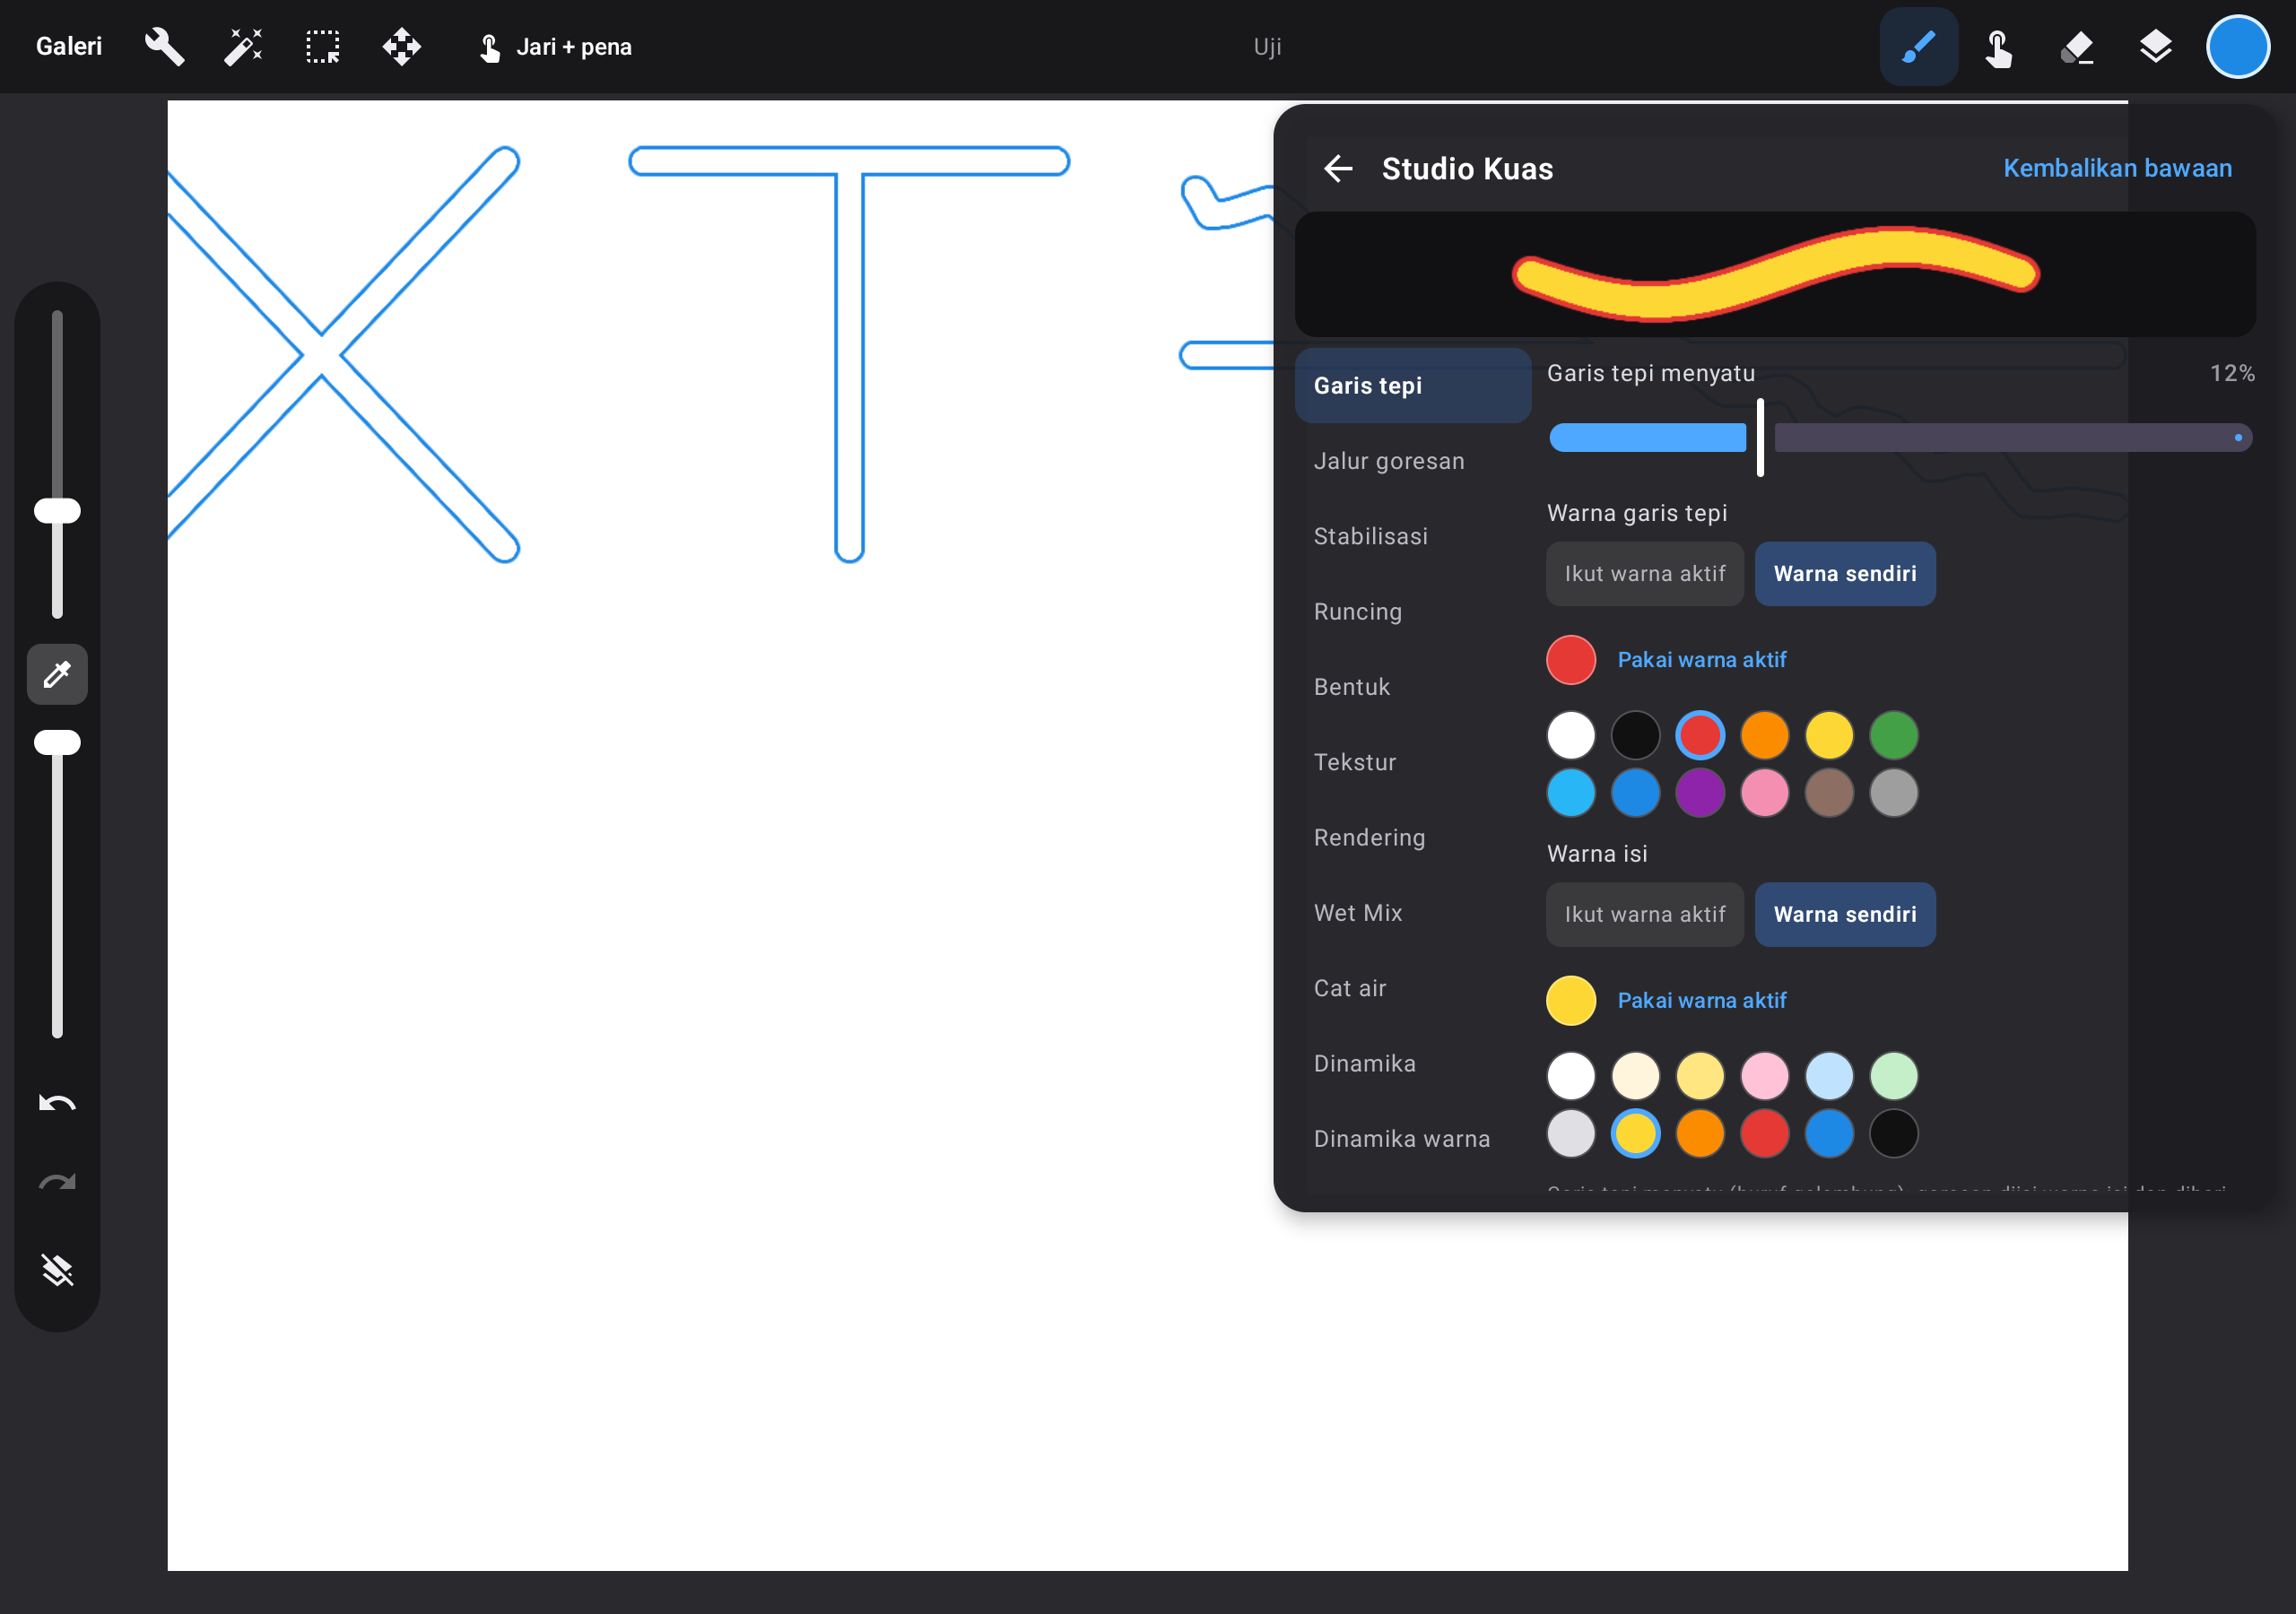 Galeri
Jari + pena
Uji
Studio Kuas
Kembalikan bawaan
Garis tepi
Garis tepi menyatu
12%
Jalur goresan
Stabilisasi
Warna garis tepi
Ikut warna aktif
Warna sendiri
Runcing
Pakai warna aktif
Bentuk
Tekstur
Rendering
Warna isi
Ikut warna aktif
Warna sendiri
Wet Mix
Cat air
Pakai warna aktif
Dinamika
Dinamika warna